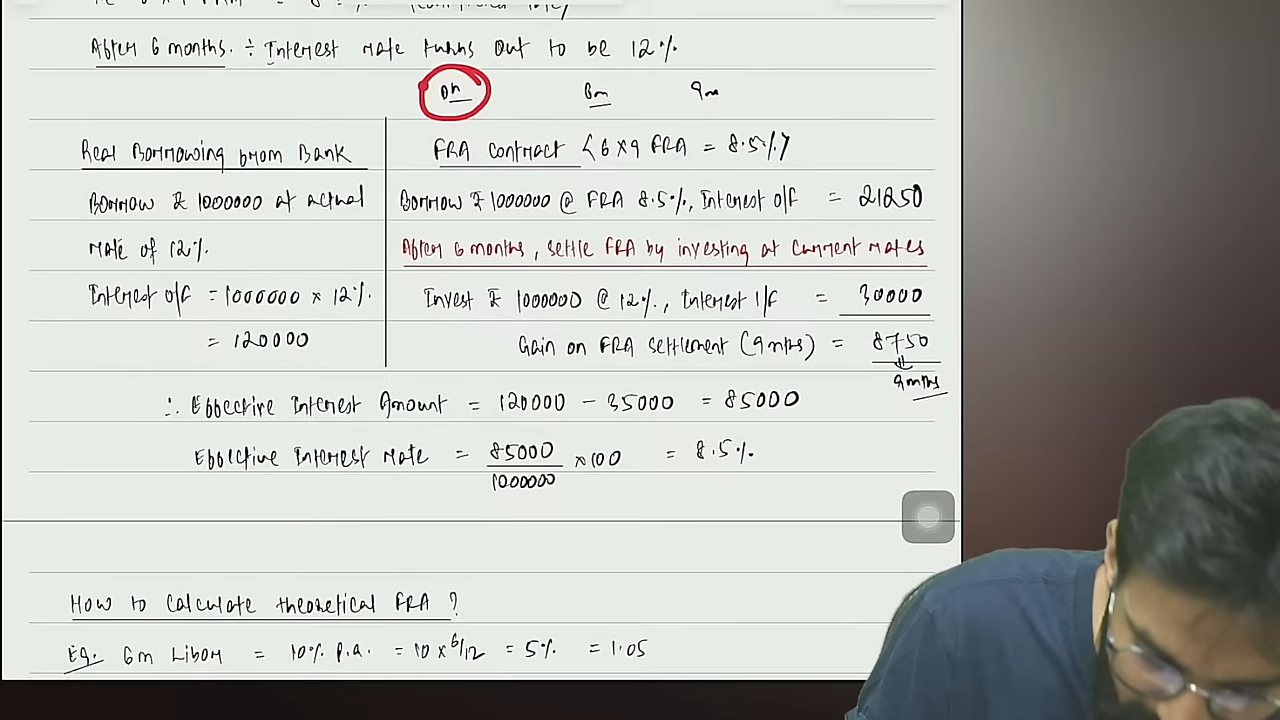 After 6 months ÷ Interest rate turns out to be 12%
0m 6m 9m
Real Borrowing from Bank
Borrow ₹ 1000000 at actual
rate of 12%.
Interest o/f = 1000000 × 12%.
= 120000
FRA Contract <6×9 FRA = 8.5%>
Borrow ₹ 1000000 @ FRA 8.5%, Interest o/f = 21250
After 6 months, settle FRA by investing at current rates
Invest ₹ 1000000 @ 12%, Interest i/f = 30000
Gain on FRA settlement (9mths) = 8750
9mths
∴ Effective Interest Amount = 120000 - 35000 = 85000
Effective Interest Rate = 85000/1000000 × 100 = 8.5%
How to calculate theoretical FRA ?
Eg. 6m Libor = 10% p.a. = 10 × 6/12 = 5% = 1.05